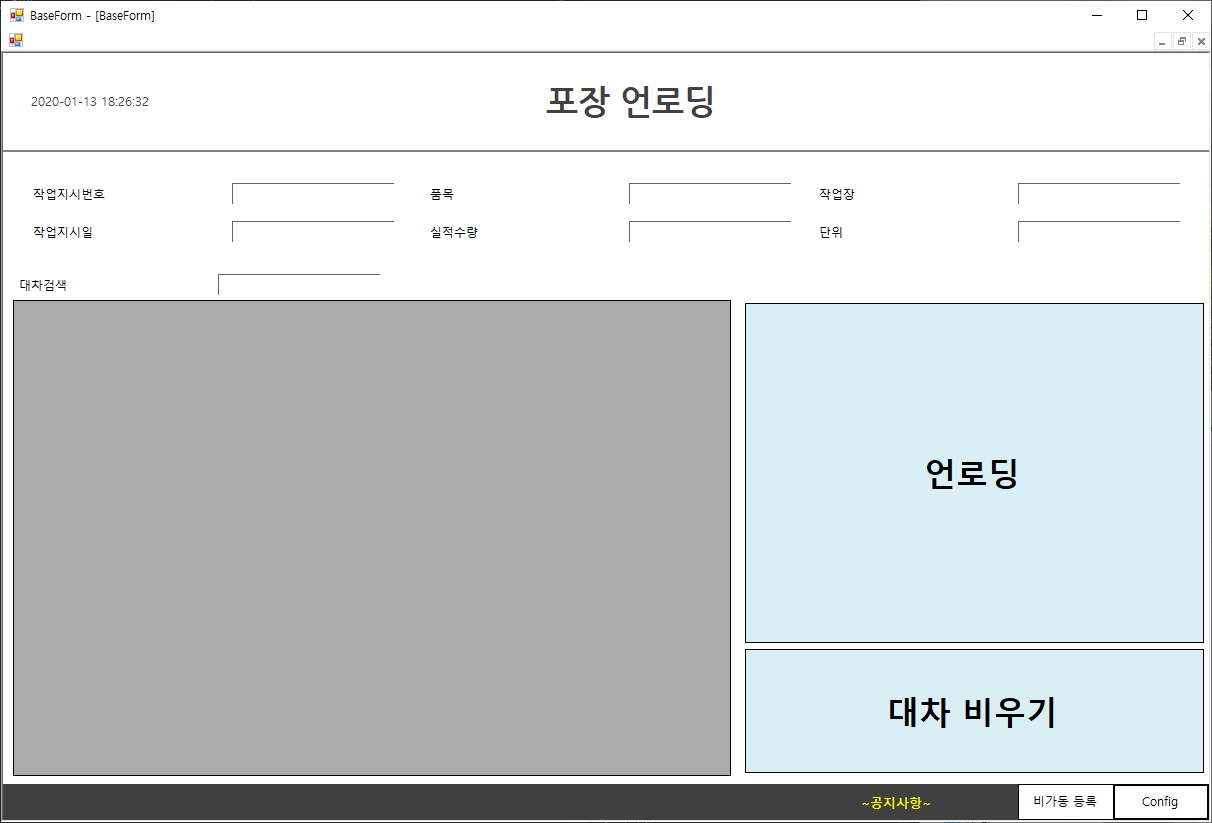 BaseForm - [BaseForm]
2020-01-13 18:26:32
포장 언로딩
작업지시번호 품목 작업장
작업지시일 실적수량 단위
대차검색
언로딩
대차 비우기
~공지사항~ 비가동 등록 Config